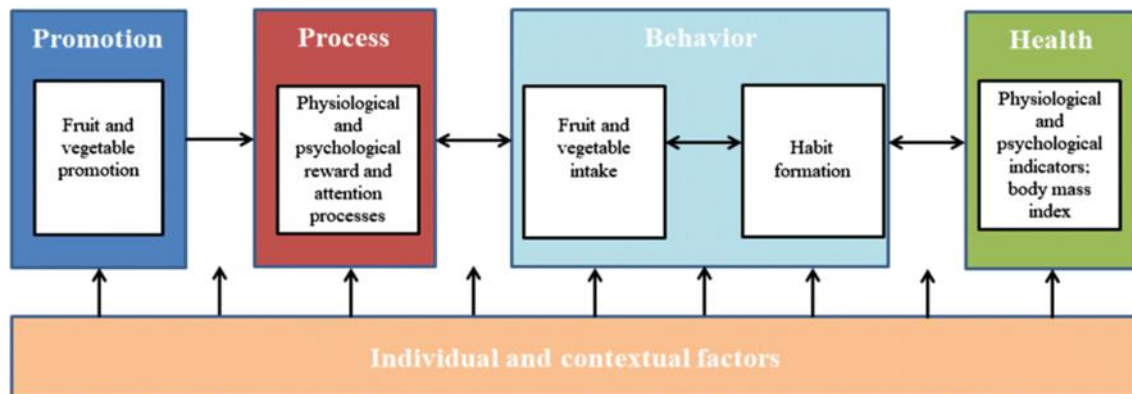 Promotion
Process
Behavior
Health
Fruit and
vegetable
promotion
Physiological
and
psychological
reward and
attention
processes
Fruit and
vegetable
intake
Habit
formation
Physiological
and
psychological
indicators;
body mass
index
Individual and contextual factors